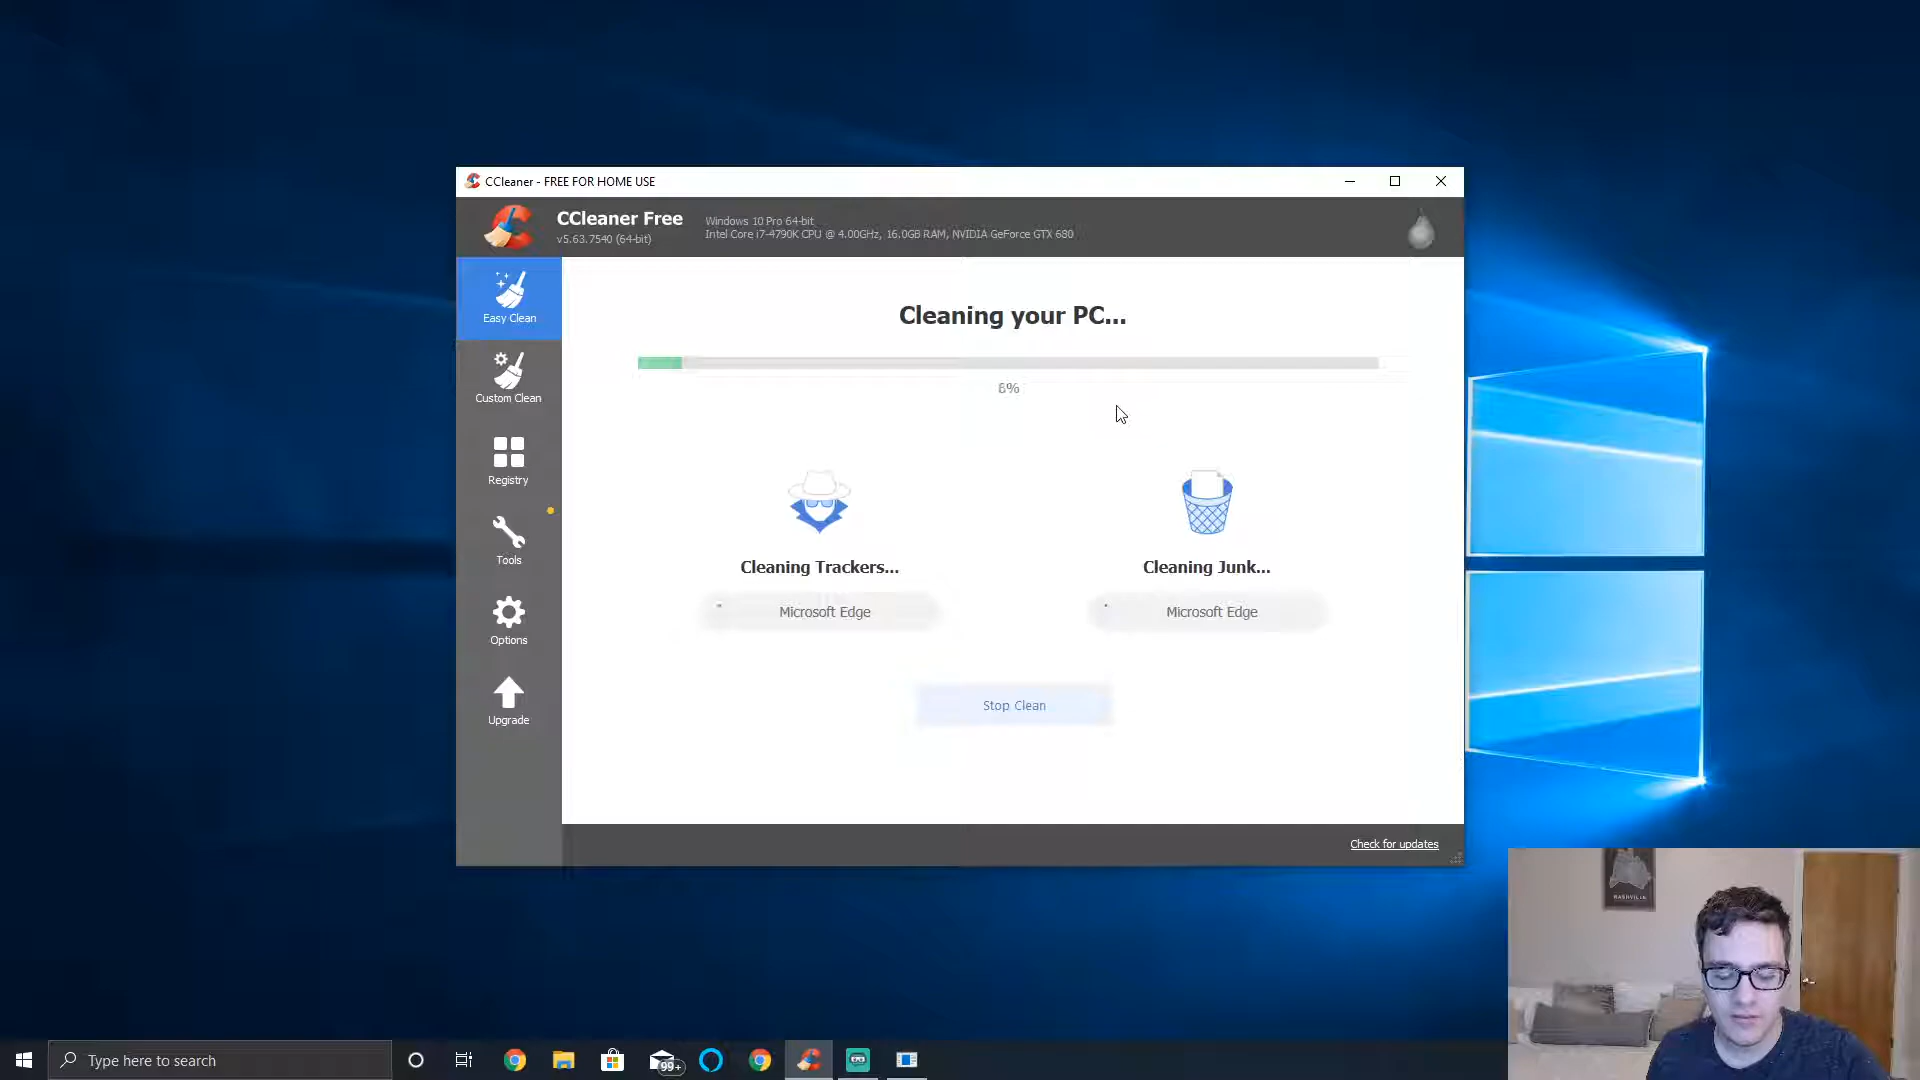 CCleaner - FREE FOR HOME USE
CCleaner Free
v5.63.7540 (64-bit)
Windows 10 Pro 64-bit
Intel Core i7-4790K CPU @ 4.00GHz, 16.0GB RAM, NVIDIA GeForce GTX 680
Easy Clean
Custom Clean
Registry
Tools
Options
Upgrade
Cleaning your PC...
6%
Cleaning Trackers...
Microsoft Edge
Cleaning Junk...
Microsoft Edge
Stop Clean
Check for updates
NASHVILLE
Type here to search
99+